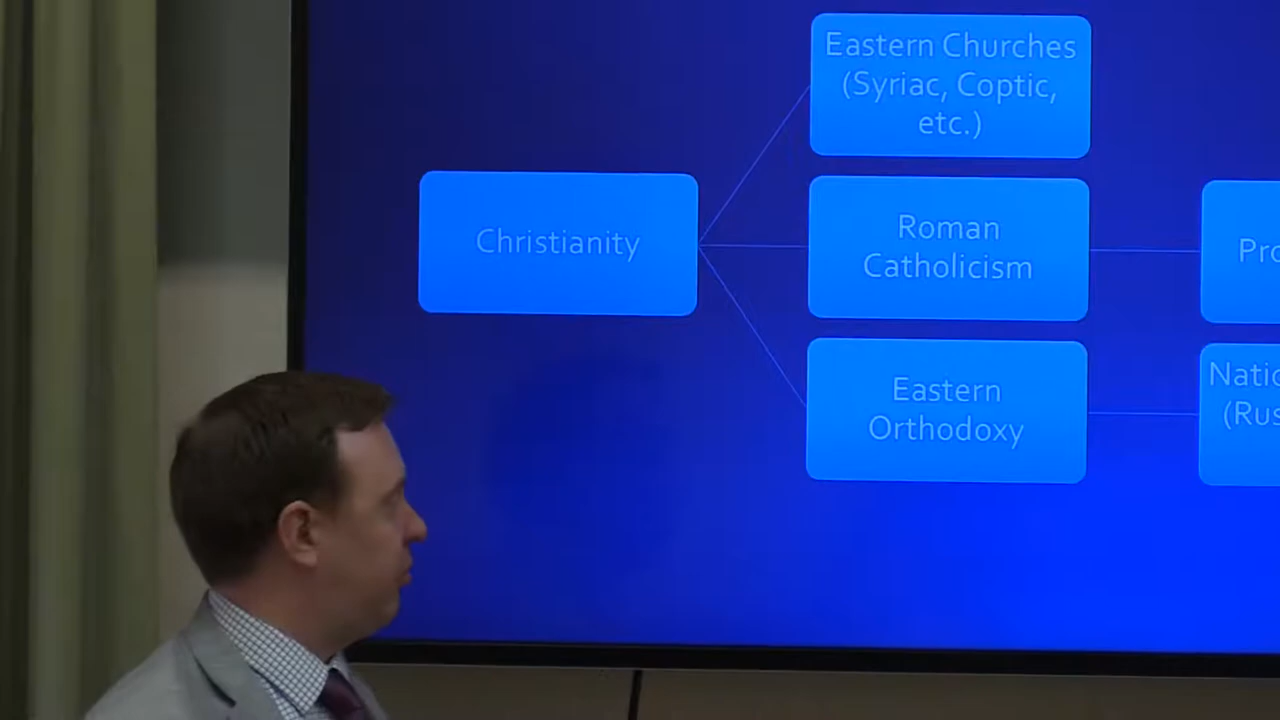 Eastern Churches
(Syriac, Coptic,
etc.)
Christianity
Roman
Catholicism
Eastern
Orthodoxy